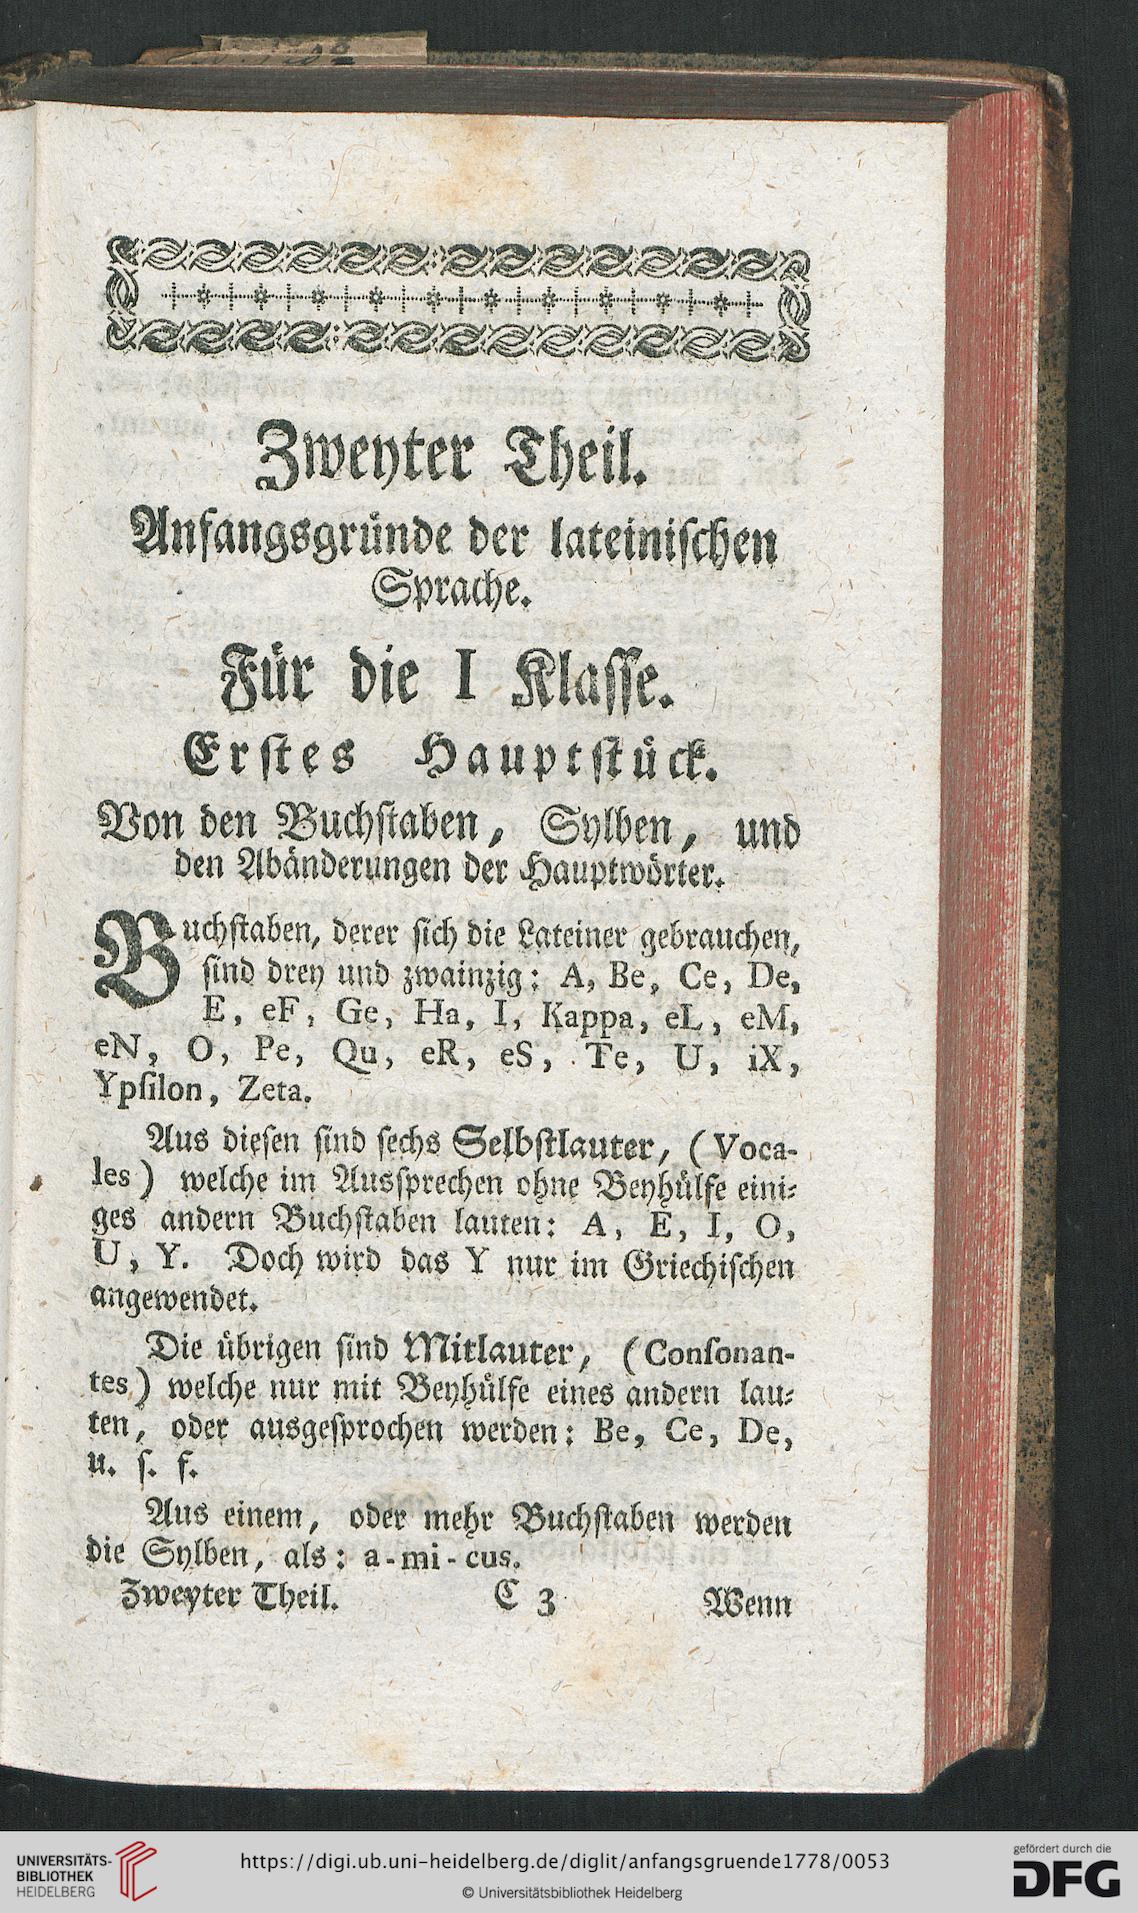 Zweyter Theil.
Anfangsgründe der lateiniſchen
Sprache.
Für die I Klaſſe.
Erſtes Hauptſtück.
Von den Buchſtaben, Sylben, und
den Abänderungen der Hauptwörter.
Buchſtaben, derer ſich die Lateiner gebrauchen,
ſind drey und zwainzig: A, Be, Ce, De,
E, eF, Ge, Ha, I, Kappa, eL, eM,
eN, O, Pe, Qu, eR, eS, Te, U, iX,
Ypſilon, Zeta.
Aus dieſen ſind ſechs Selbſtlauter, (Voca-
les) welche im Ausſprechen ohne Beyhülfe eini-
ges andern Buchſtaben lauten: A, E, I, O,
U, Y. Doch wird das Y nur im Griechiſchen
angewendet.
Die übrigen ſind Mitlauter, (Conſonan-
tes) welche nur mit Beyhülfe eines andern lau-
ten, oder ausgeſprochen werden: Be, Ce, De,
u. ſ. f.
Aus einem, oder mehr Buchſtaben werden
die Sylben, als: a-mi-cus.
Zweyter Theil. C 3 Wenn
UNIVERSITÄTS-
BIBLIOTHEK
HEIDELBERG
https://digi.ub.uni-heidelberg.de/diglit/anfangsgruende1778/0053
© Universitätsbibliothek Heidelberg
gefördert durch die
DFG